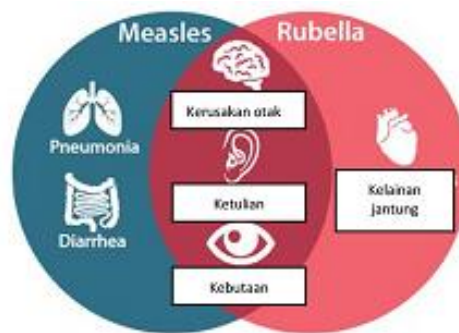 Measles
Rubella
Kerusakan otak
Pneumonia
Ketulian
Kelainan
jantung
Diarrhea
Kebutaan